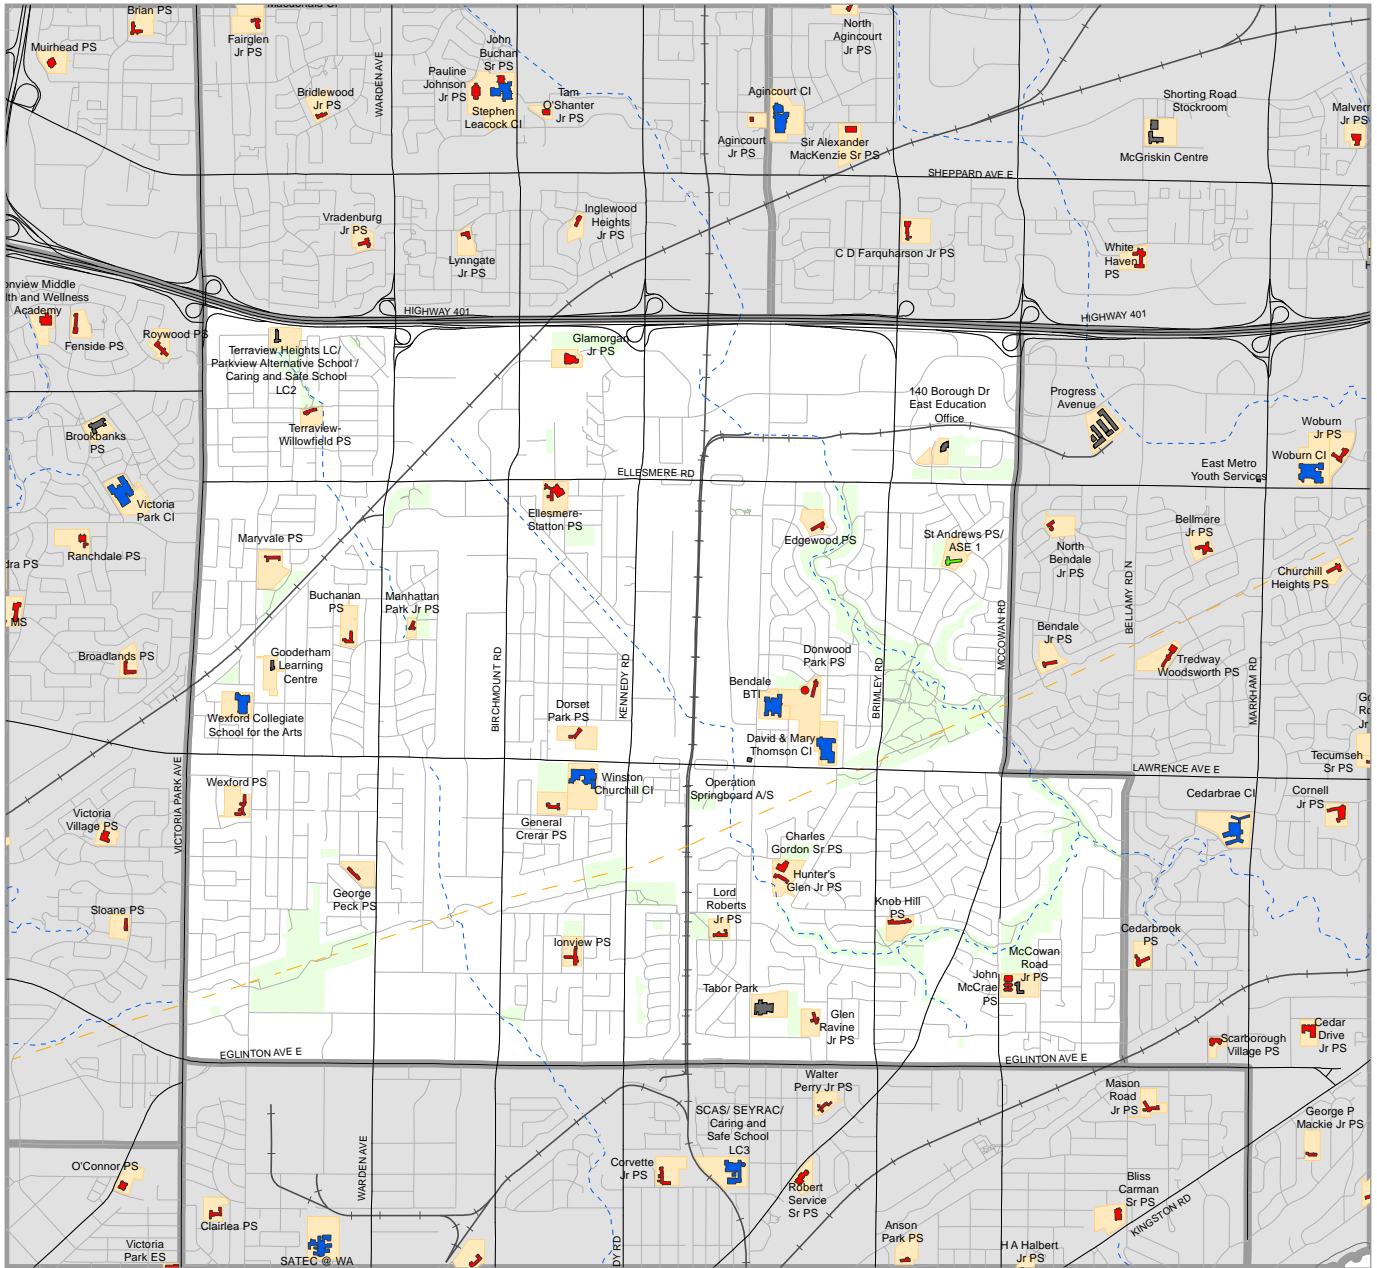 Brian PS
Fairglen
Jr PS
Muirhead PS
Bridlewood
Jr PS
WARDEN AVE
John
Buchan
Sr PS
Pauline
Johnson
Jr PS
Stephen
Leacock CI
Tam
O'Shanter
Jr PS
North
Agincourt
Jr PS
Agincourt CI
Agincourt
Jr PS
Sir Alexander
MacKenzie Sr PS
Shorting Road
Stockroom
McGriskin Centre
Malvern
Jr PS
SHEPPARD AVE E
Vradenburg
Jr PS
Lynngate
Jr PS
Inglewood
Heights
Jr PS
C D Farquharson Jr PS
White
Haven
PS
onview Middle
lth and Wellness
Academy
Fenside PS
Roywood PS
HIGHWAY 401
HIGHWAY 401
Terraview Heights LC/
Parkview Alternative School /
Caring and Safe School
LC2
Terraview-
Willowfield PS
Glamorgan
Jr PS
140 Borough Dr
East Education
Office
Progress
Avenue
Brookbanks
PS
Victoria
Park CI
Woburn
Jr PS
Woburn CI
East Metro
Youth Services
ELLESMERE RD
Ellesmere-
Statton PS
Edgewood PS
St Andrews PS/
ASE 1
North
Bendale
Jr PS
Bellmere
Jr PS
Churchill
Heights PS
Ranchdale PS
dra PS
MS
Maryvale PS
Buchanan
PS
Manhattan
Park Jr PS
Gooderham
Learning
Centre
Broadlands PS
Wexford Collegiate
School for the Arts
BIRCHMOUNT RD
KENNEDY RD
Dorset
Park PS
Donwood
Park PS
Bendale
BTI
David & Mary
Thomson CI
BRIMLEY RD
MCCOWAN RD
BELLAMY RD N
Bendale
Jr PS
Tredway
Woodsworth PS
MARKHAM RD
Tecumseh
Sr PS
LAWRENCE AVE E
VICTORIA PARK AVE
Wexford PS
Victoria
Village PS
Winston
Churchill CI
General
Crerar PS
Operation
Springboard A/S
Cedarbrae CI
Cornell
Jr PS
Charles
Gordon Sr PS
Hunter's
Glen Jr PS
George
Peck PS
Lord
Roberts
Jr PS
Knob Hill
PS
Sloane PS
Ionview PS
Cedarbrook
PS
McCowan
Road
Jr PS
John
McCrae
PS
Tabor Park
Glen
Ravine
Jr PS
Scarborough
Village PS
Cedar
Drive
Jr PS
EGLINTON AVE E
EGLINTON AVE E
Walter
Perry Jr PS
Mason
Road
Jr PS
George P
Mackie Jr PS
SCAS/ SEYRAC/
Caring and
Safe School
LC3
Corvette
Jr PS
Robert
Service
Sr PS
WARDEN AVE
O'Connor PS
Clairlea PS
Victoria
Park ES
SATEC @ WA
DY RD
Anson
Park PS
Bliss
Carman
Sr PS
KINGSTON RD
H A Halbert
Jr PS